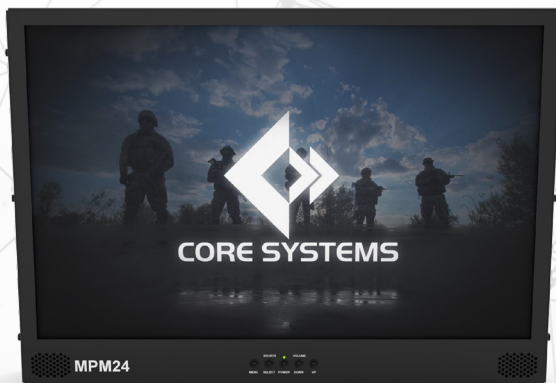 CORE SYSTEMS
MPM24
SOURCE VOLUME
MENU SELECT POWER DOWN UP